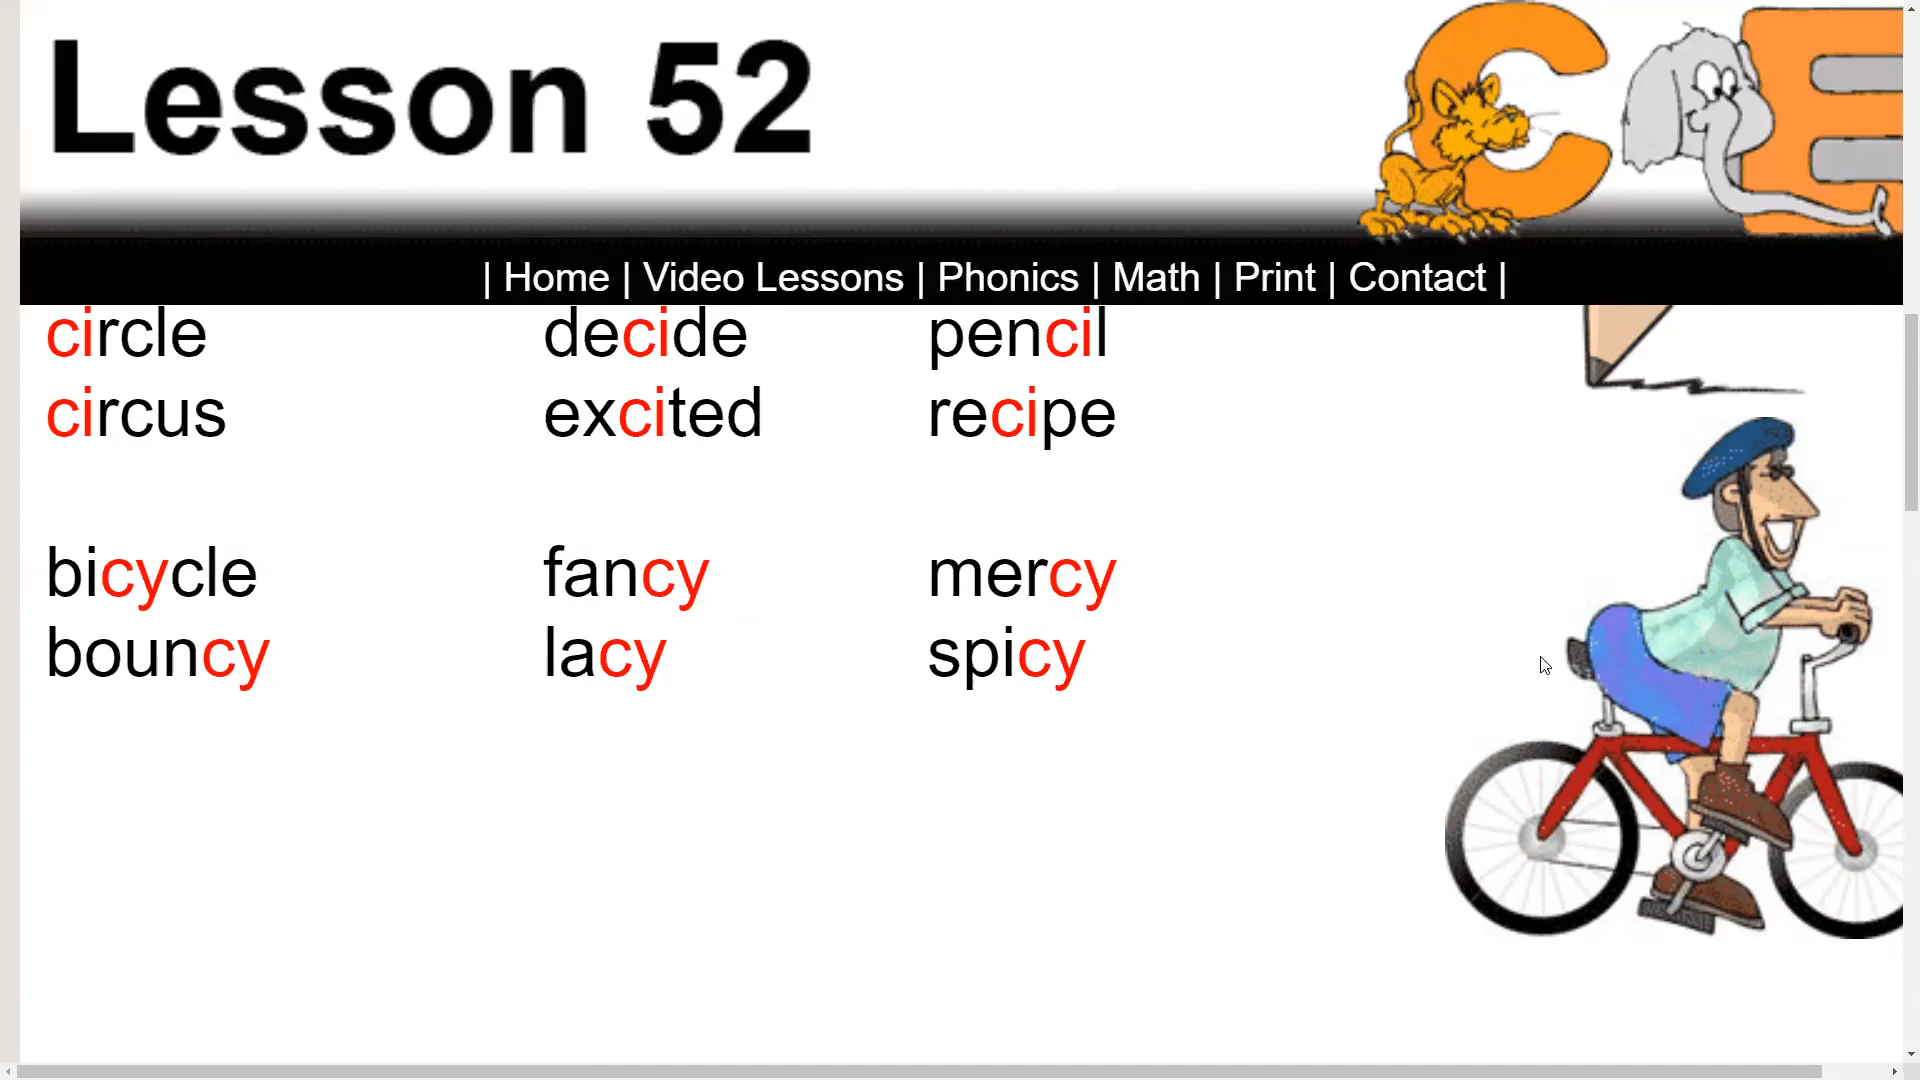 Lesson 52
CE
| Home | Video Lessons | Phonics | Math | Print | Contact |
circle decide pencil
circus excited recipe
bicycle fancy mercy
bouncy lacy spicy